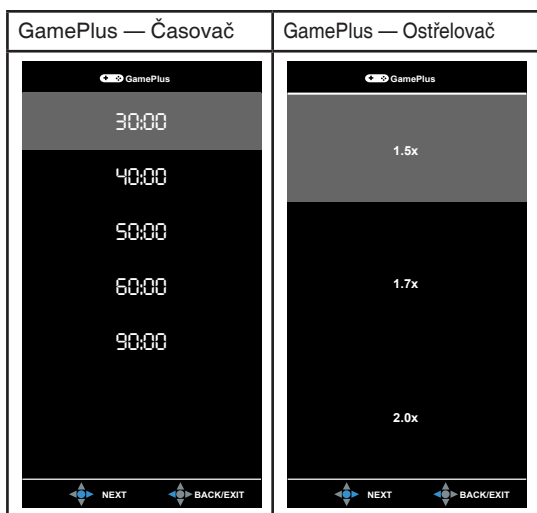 GamePlus — Časovač
GamePlus
30:00
40:00
50:00
60:00
90:00
NEXT BACK/EXIT
GamePlus — Ostřelovač
GamePlus
1.5x
1.7x
2.0x
NEXT BACK/EXIT